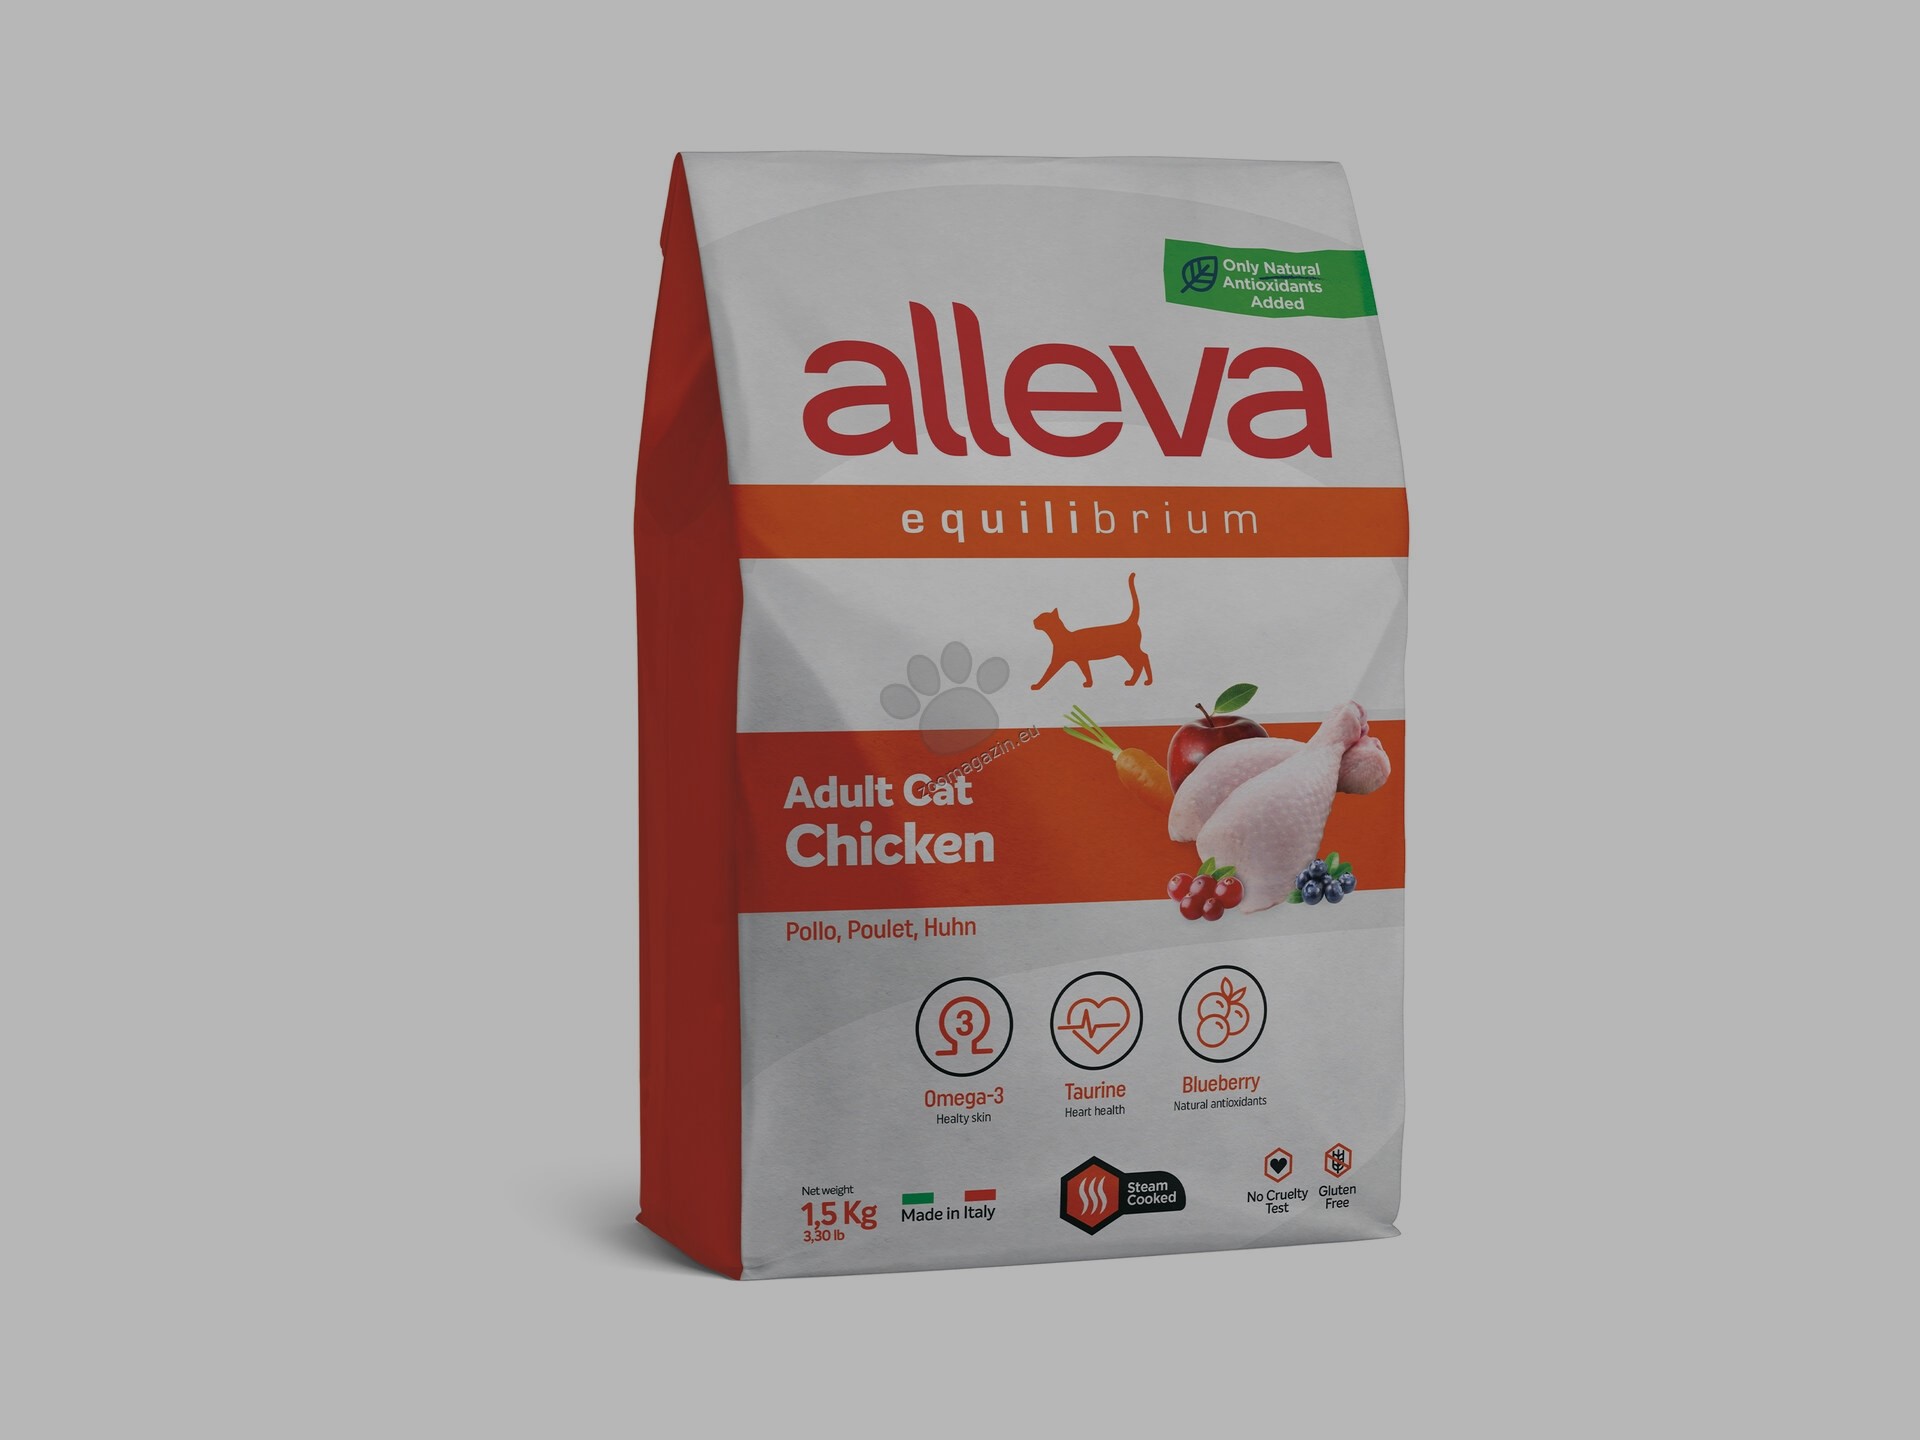 Only Natural
Antioxidants
Added
alleva
equilibrium
zoomagazin.eu
Adult Cat
Chicken
Pollo, Poulet, Huhn
3
Omega-3
Healty skin
Taurine
Heart health
Blueberry
Natural antioxidants
Net weight
1,5 Kg
3,30 lb
Made in Italy
Steam
Cooked
No Cruelty
Test
Gluten
Free